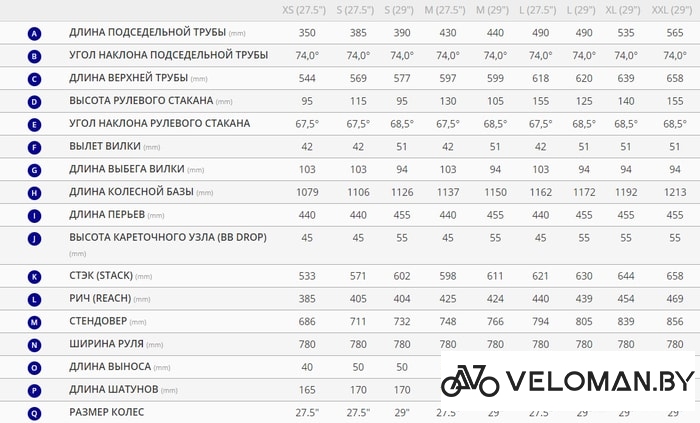 XS (27.5") S (27.5") S (29") M (27.5") M (29") L (27.5") L (29") XL (29") XXL (29")
A ДЛИНА ПОДСЕДЕЛЬНОЙ ТРУБЫ (mm) 350 385 390 430 440 490 490 535 565
B УГОЛ НАКЛОНА ПОДСЕДЕЛЬНОЙ ТРУБЫ 74,0° 74,0° 74,0° 74,0° 74,0° 74,0° 74,0° 74,0° 74,0°
C ДЛИНА ВЕРХНЕЙ ТРУБЫ (mm) 544 569 577 597 599 618 620 639 658
D ВЫСОТА РУЛЕВОГО СТАКАНА (mm) 95 115 95 130 105 155 125 140 155
E УГОЛ НАКЛОНА РУЛЕВОГО СТАКАНА 67,5° 67,5° 68,5° 67,5° 68,5° 67,5° 68,5° 68,5° 68,5°
F ВЫЛЕТ ВИЛКИ (mm) 42 42 51 42 51 42 51 51 51
G ДЛИНА ВЫБЕГА ВИЛКИ (mm) 103 103 94 103 94 103 94 94 94
H ДЛИНА КОЛЕСНОЙ БАЗЫ (mm) 1079 1106 1126 1137 1150 1162 1172 1192 1213
I ДЛИНА ПЕРЬЕВ (mm) 440 440 455 440 455 440 455 455 455
J ВЫСОТА КАРЕТОЧНОГО УЗЛА (BB DROP) 45 45 55 45 55 45 55 55 55
(mm)
K СТЭК (STACK) (mm) 533 571 602 598 611 621 630 644 658
L РИЧ (REACH) (mm) 385 405 404 425 424 440 439 454 469
M СТЕНДОВЕР (mm) 686 711 732 748 766 794 805 839 856
N ШИРИНА РУЛЯ (mm) 780 780 780 780 780 780 780 780 780
O ДЛИНА ВЫНОСА (mm) 40 50 50
P ДЛИНА ШАТУНОВ (mm) 165 170 170
VELOMAN.BY
Q РАЗМЕР КОЛЕС 27.5" 27.5" 29" 27.5 29 27.5 29 29 29